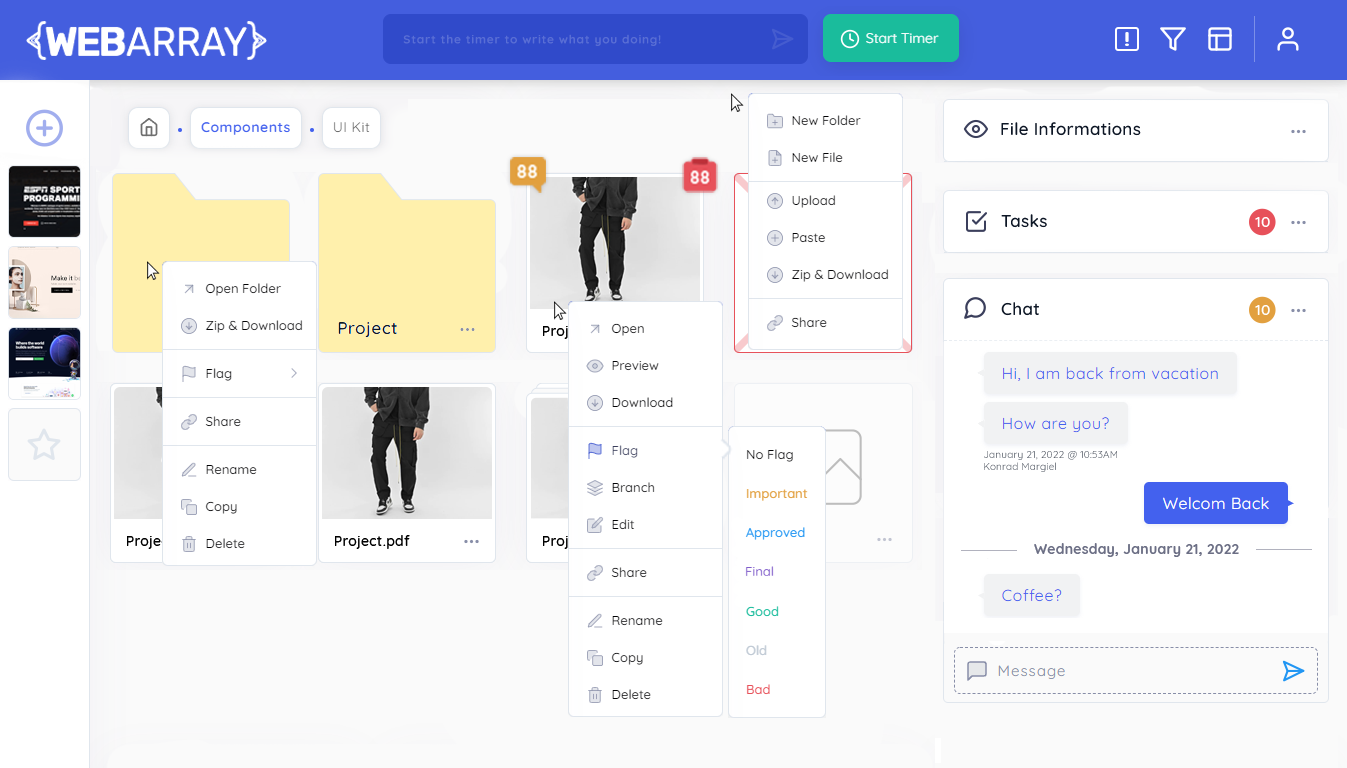 {WEBARRAY}
Start the timer to write what you doing!
Start Timer
Components
UI Kit
ESPN SPORT
PROGRAMMI
Make it
Where the world
builds software
Project
88
88
Proj
New Folder
New File
Upload
Paste
Zip & Download
Share
Open Folder
Zip & Download
Flag
Share
Rename
Copy
Delete
Proje
Project.pdf
Proj
Open
Preview
Download
Flag
Branch
Edit
Share
Rename
Copy
Delete
No Flag
Important
Approved
Final
Good
Old
Bad
File Informations
Tasks
10
Chat
10
Hi, I am back from vacation
How are you?
January 21, 2022 @ 10:53AM
Konrad Margiel
Welcom Back
Wednesday, January 21, 2022
Coffee?
Message